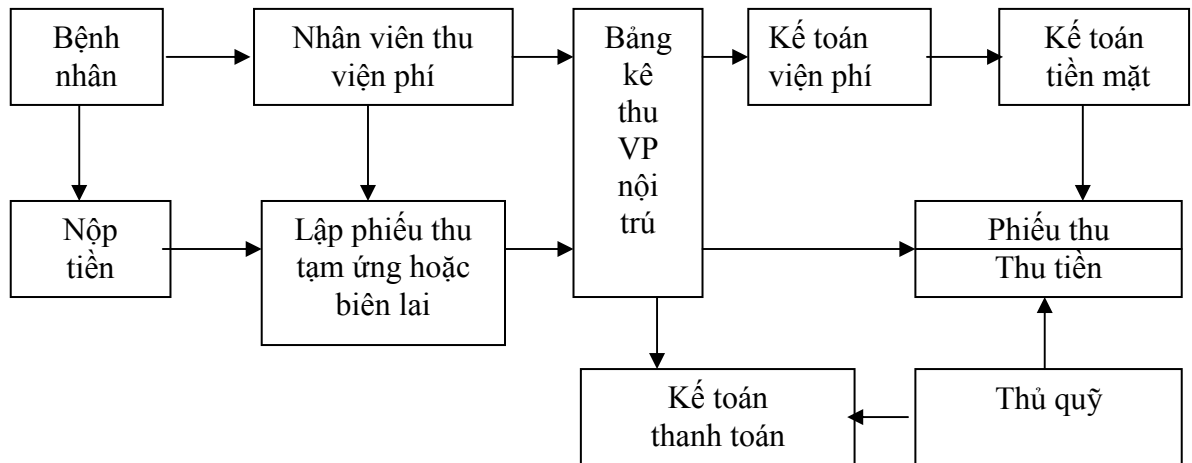 Bệnh
nhân
Nhân viên thu
viện phí
Bảng
kê
thu
VP
nội
trú
Kế toán
viện phí
Kế toán
tiền mặt
Nộp
tiền
Lập phiếu thu
tạm ứng hoặc
biên lai
Phiếu thu
Thu tiền
Kế toán
thanh toán
Thủ quỹ